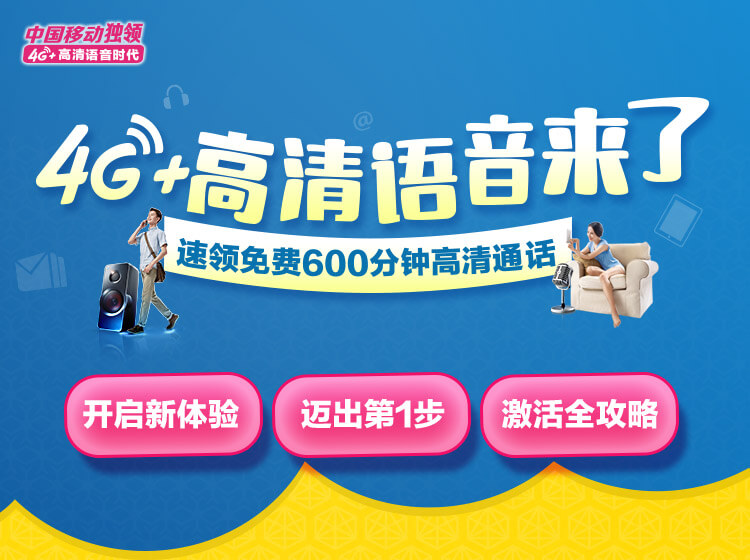 中国移动独领
4G+高清语音时代
4G+高清语音来了
速领免费600分钟高清通话
开启新体验
迈出第1步
激活全攻略